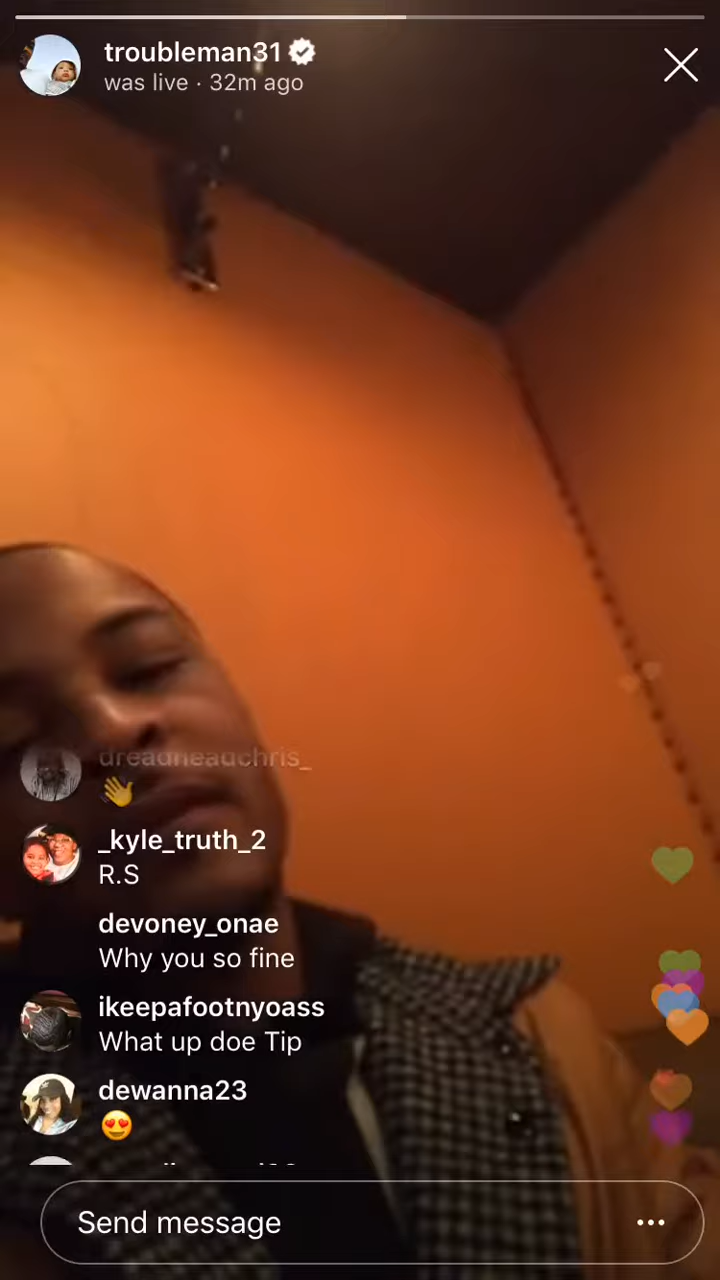 troubleman31
was live · 32m ago
dreadheadchris_
👋
_kyle_truth_2
R.S
devoney_onae
Why you so fine
ikeepafootnyoass
What up doe Tip
dewanna23
😍
Send message